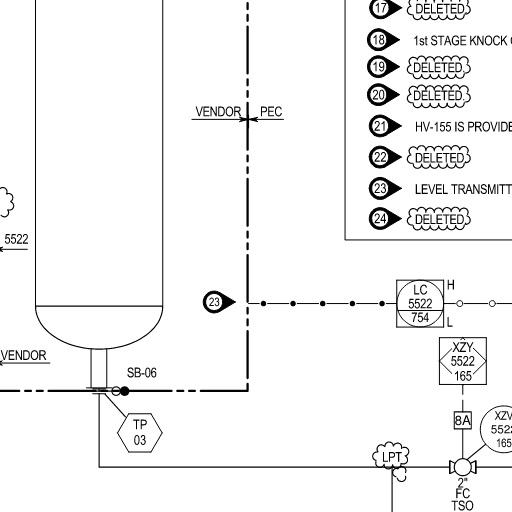 17 DELETED
18 1st STAGE KNOCK
19 DELETED
20 DELETED
VENDOR PEC
21 HV-155 IS PROVIDE
22 DELETED
23 LEVEL TRANSMITT
24 DELETED
5522
23
LC
5522
754
H
L
VENDOR
SB-06
XZY
5522
165
TP
03
8A
XZV
552
165
LPT
2"
FC
TSO